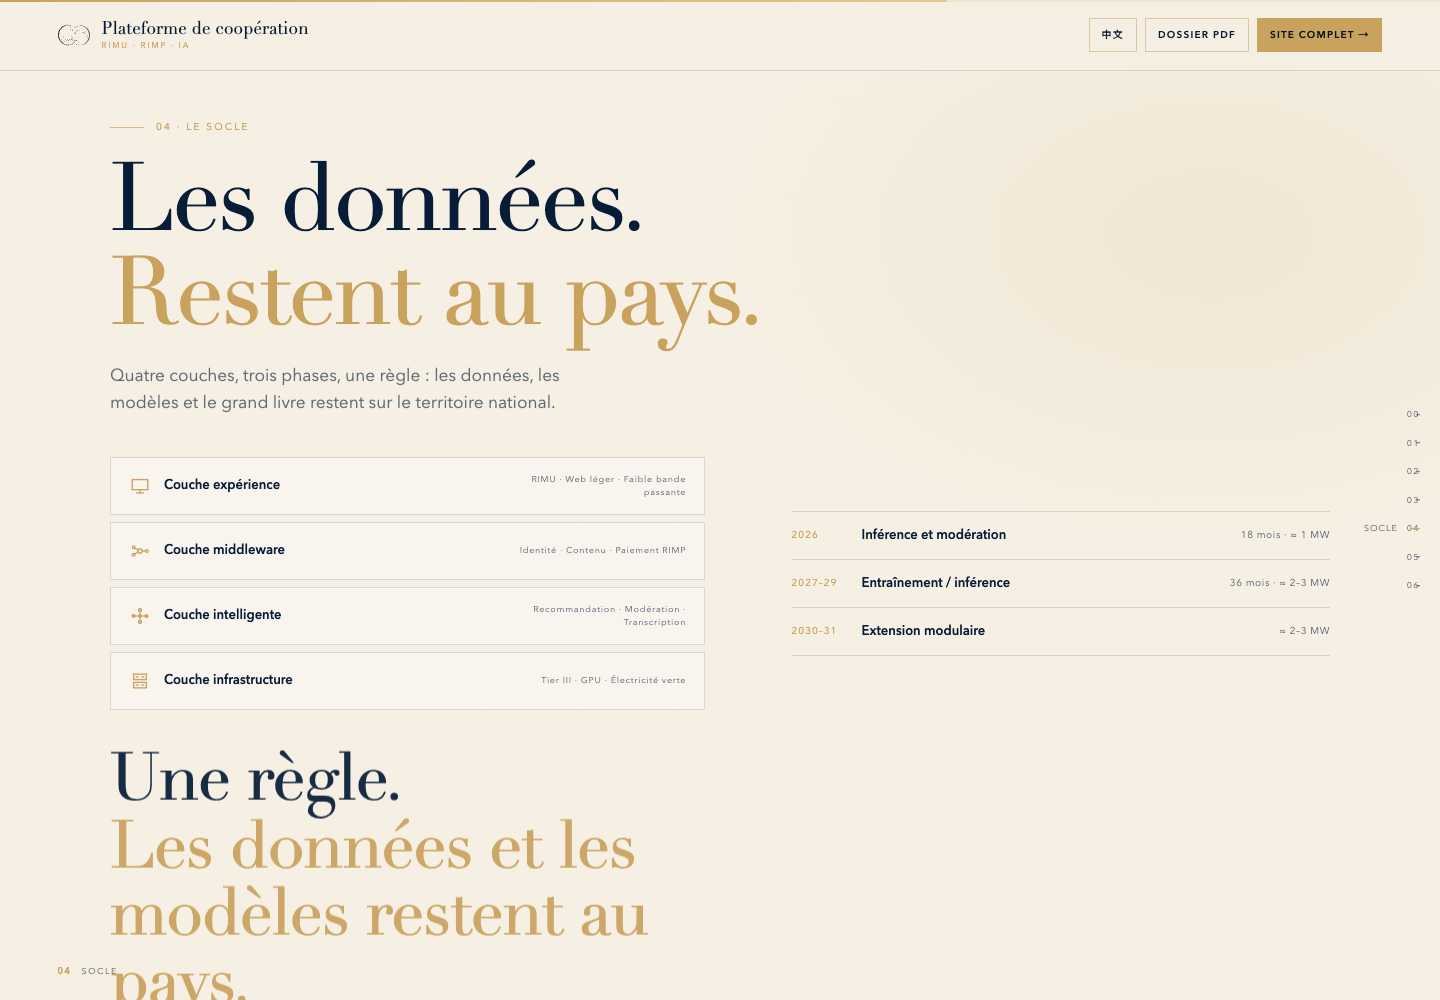 Plateforme de coopération
RIMU · RIMP · IA
中文
DOSSIER PDF
SITE COMPLET →
04 · LE SOCLE
Les données.
Restent au pays.
Quatre couches, trois phases, une règle : les données, les
modèles et le grand livre restent sur le territoire national.
Couche expérience
RIMU · Web léger · Faible bande
passante
Couche middleware
Identité · Contenu · Paiement RIMP
Couche intelligente
Recommandation · Modération ·
Transcription
Couche infrastructure
Tier III · GPU · Électricité verte
2026
Inférence et modération
18 mois · ≈ 1 MW
2027–29
Entraînement / inférence
36 mois · ≈ 2–3 MW
2030–31
Extension modulaire
≈ 2–3 MW
00
01
02
03
SOCLE 04
05
06
Une règle.
Les données et les
modèles restent au
pays.
04 SOCLE